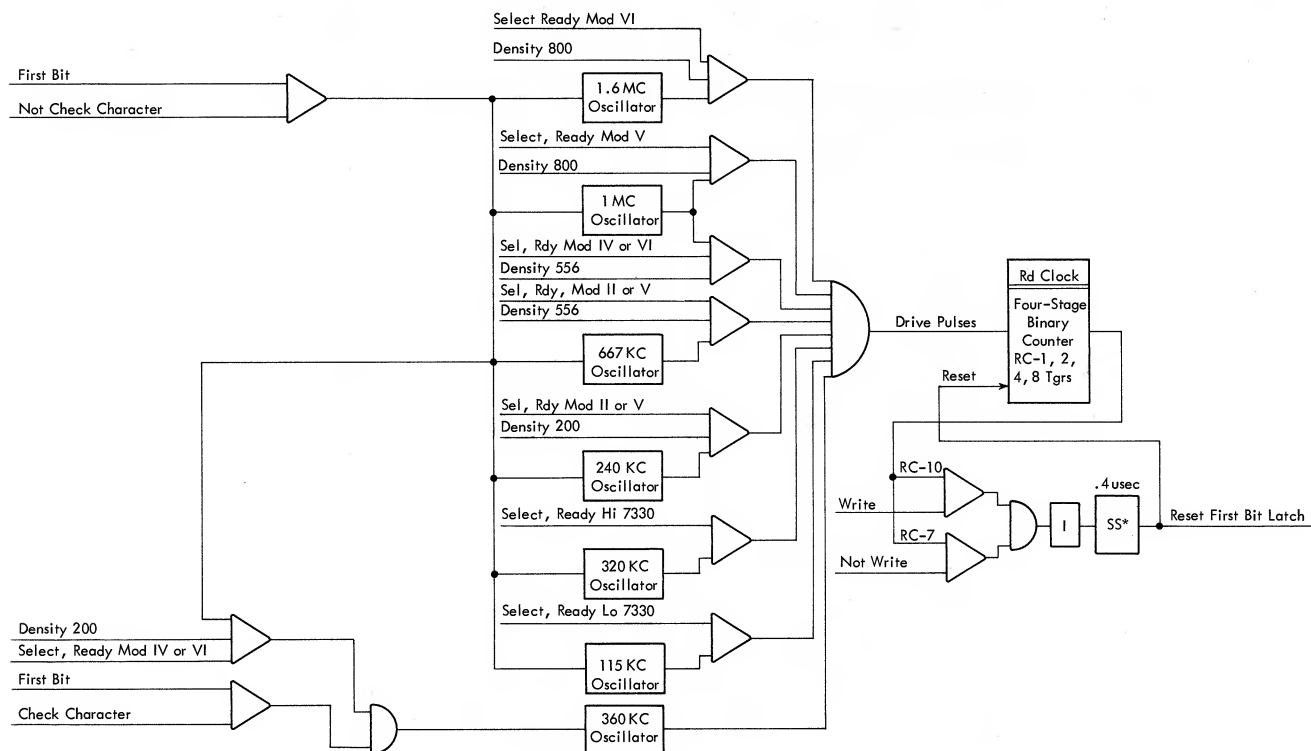 Select Ready Mod VI
Density 800
First Bit
Not Check Character
1.6 MC
Oscillator
Select, Ready Mod V
Density 800
1 MC
Oscillator
Sel, Rdy Mod IV or VI
Density 556
Sel, Rdy, Mod II or V
Density 556
667 KC
Oscillator
Sel, Rdy Mod II or V
Density 200
240 KC
Oscillator
Select, Ready Hi 7330
320 KC
Oscillator
Select, Ready Lo 7330
115 KC
Oscillator
Density 200
Select, Ready Mod IV or VI
First Bit
Check Character
360 KC
Oscillator
Drive Pulses
Rd Clock
Four-Stage
Binary
Counter
RC-1, 2,
4, 8 Tgrs
Reset
RC-10
Write
RC-7
Not Write
I
.4 usec
SS*
Reset First Bit Latch